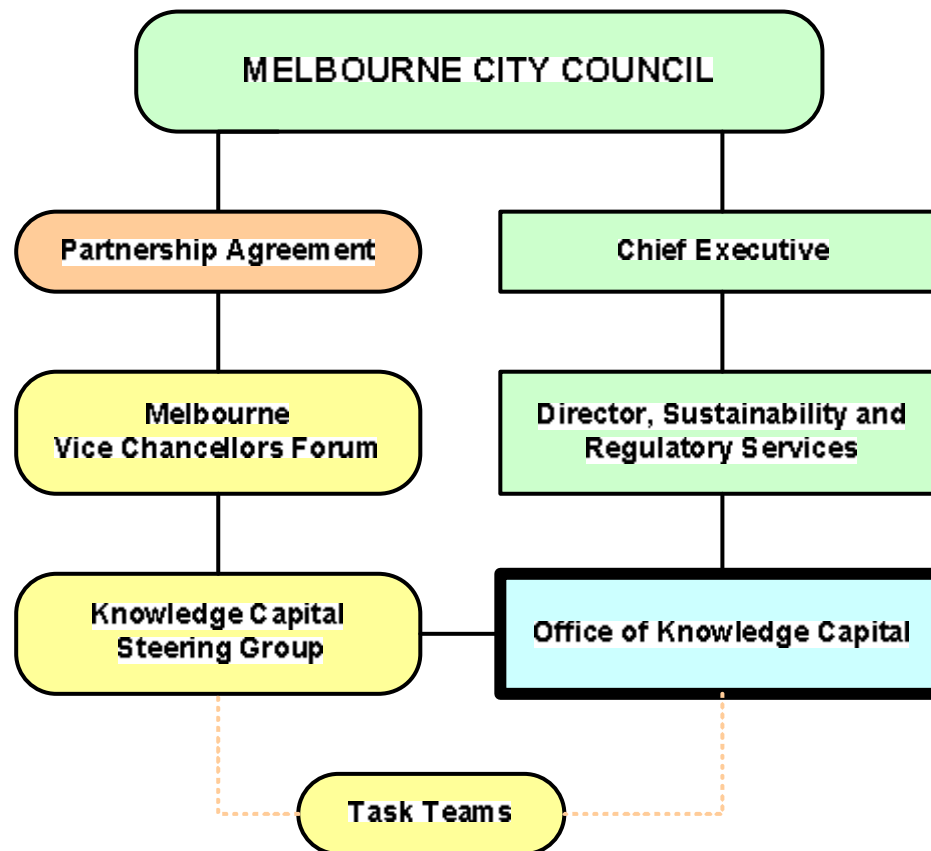 MELBOURNE CITY COUNCIL
Partnership Agreement
Chief Executive
Melbourne
Vice Chancellors Forum
Director, Sustainability and
Regulatory Services
Knowledge Capital
Steering Group
Office of Knowledge Capital
Task Teams